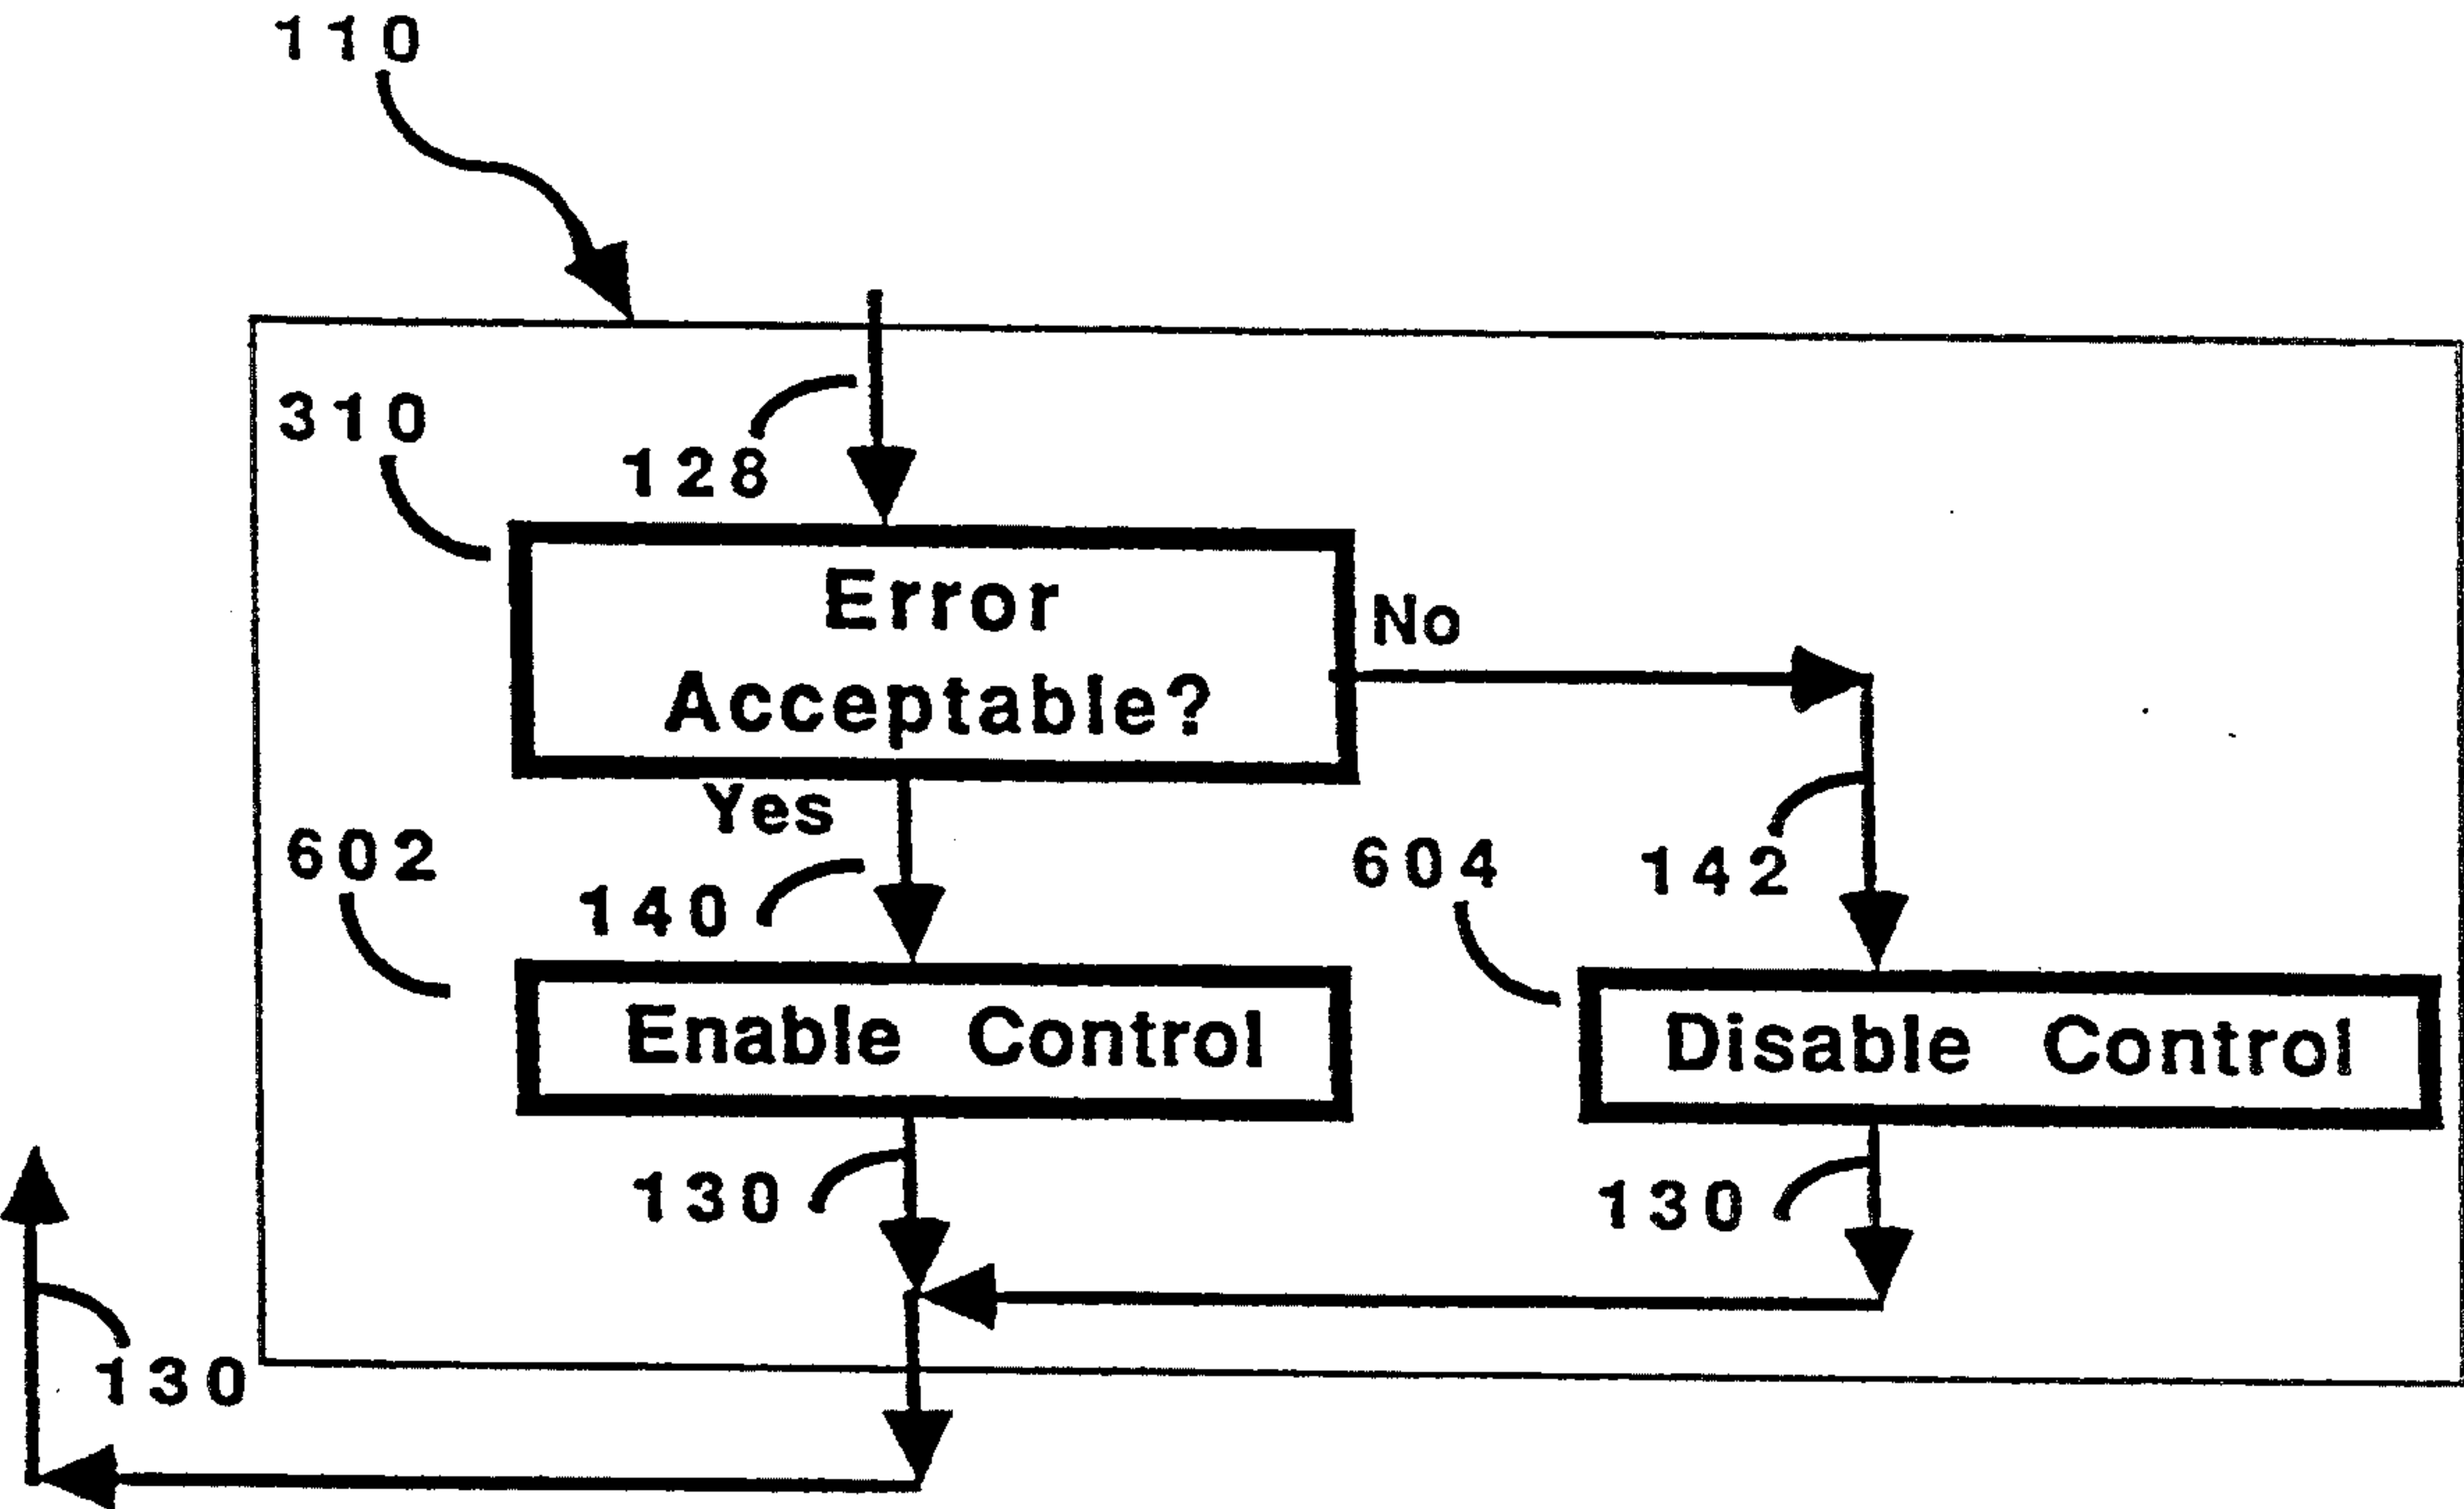 110
310
128
Error
Acceptable?
No
Yes
602
140
604
142
Enable Control
Disable Control
130
130
130